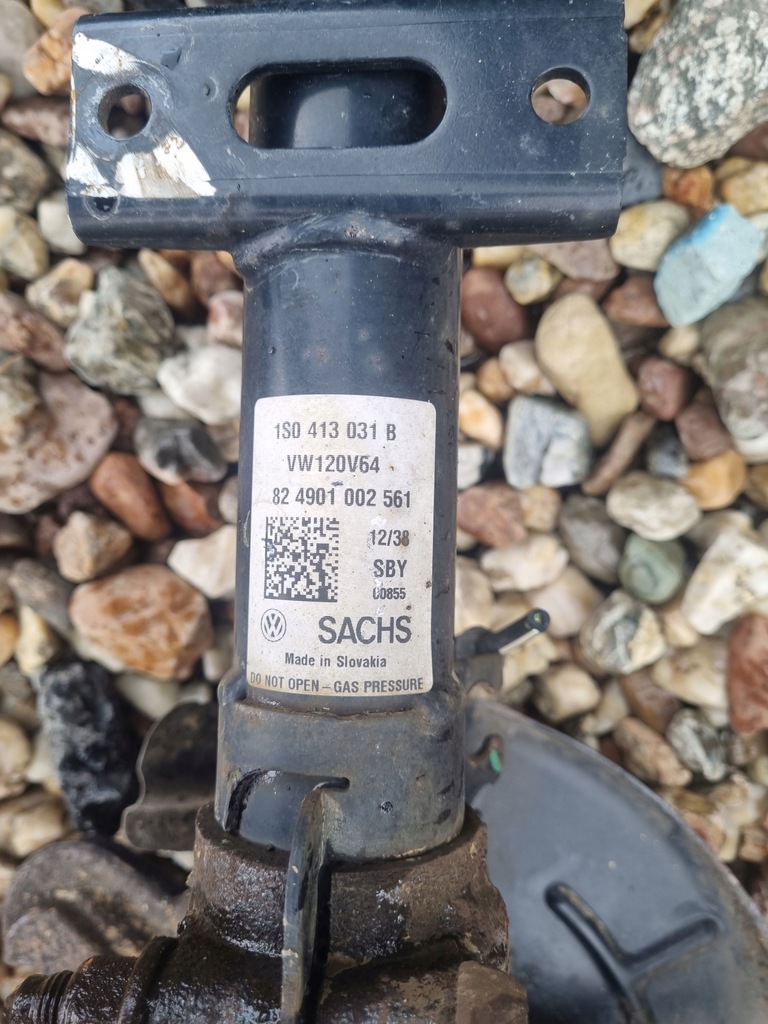 1S0 413 031 B
VW120V64
82 4901 002 561
12/38
SBY
00855
SACHS
Made in Slovakia
DO NOT OPEN - GAS PRESSURE